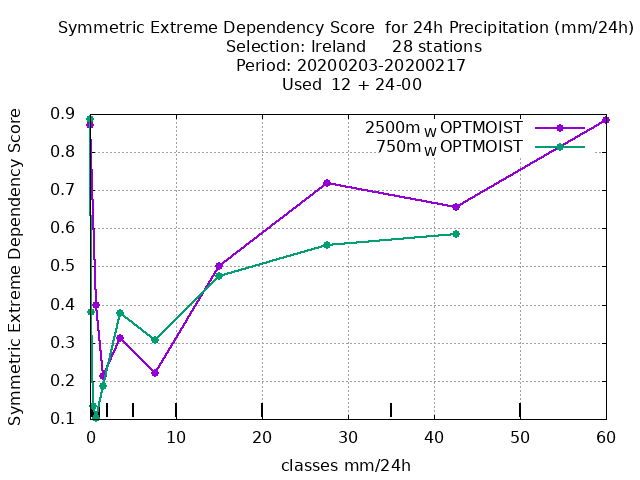 Symmetric Extreme Dependency Score  for 24h Precipitation (mm/24h)
Selection: Ireland     28 stations
Period: 20200203-20200217
Used  12 + 24-00
Symmetric Extreme Dependency Score
2500m W OPTMOIST
750m W OPTMOIST
0.9
0.8
0.7
0.6
0.5
0.4
0.3
0.2
0.1
0 10 20 30 40 50 60
classes mm/24h